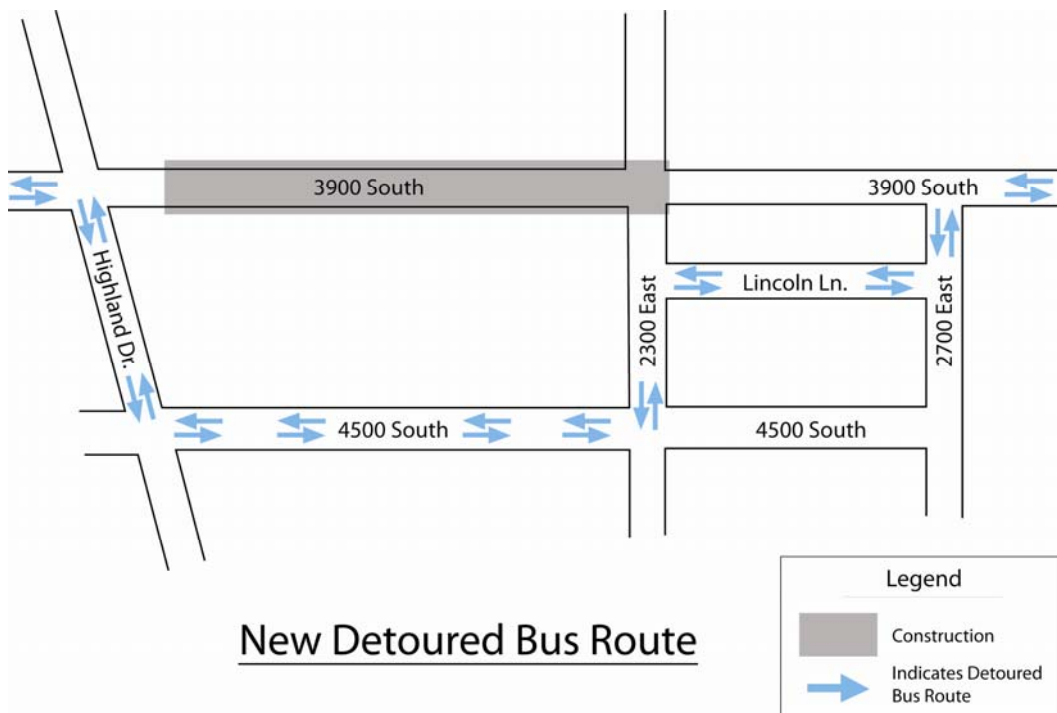 3900 South
3900 South
Highland Dr.
2300 East
Lincoln Ln.
2700 East
4500 South
4500 South
New Detoured Bus Route
Legend
Construction
Indicates Detoured
Bus Route